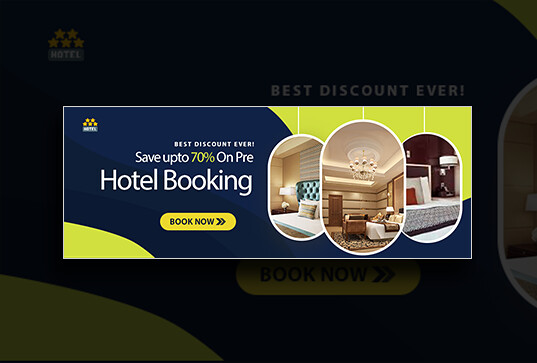 HOTEL
BEST DISCOUNT EVER!
HOTEL
BEST DISCOUNT EVER!
Save upto 70% On Pre
Hotel Booking
BOOK NOW
BOOK NOW